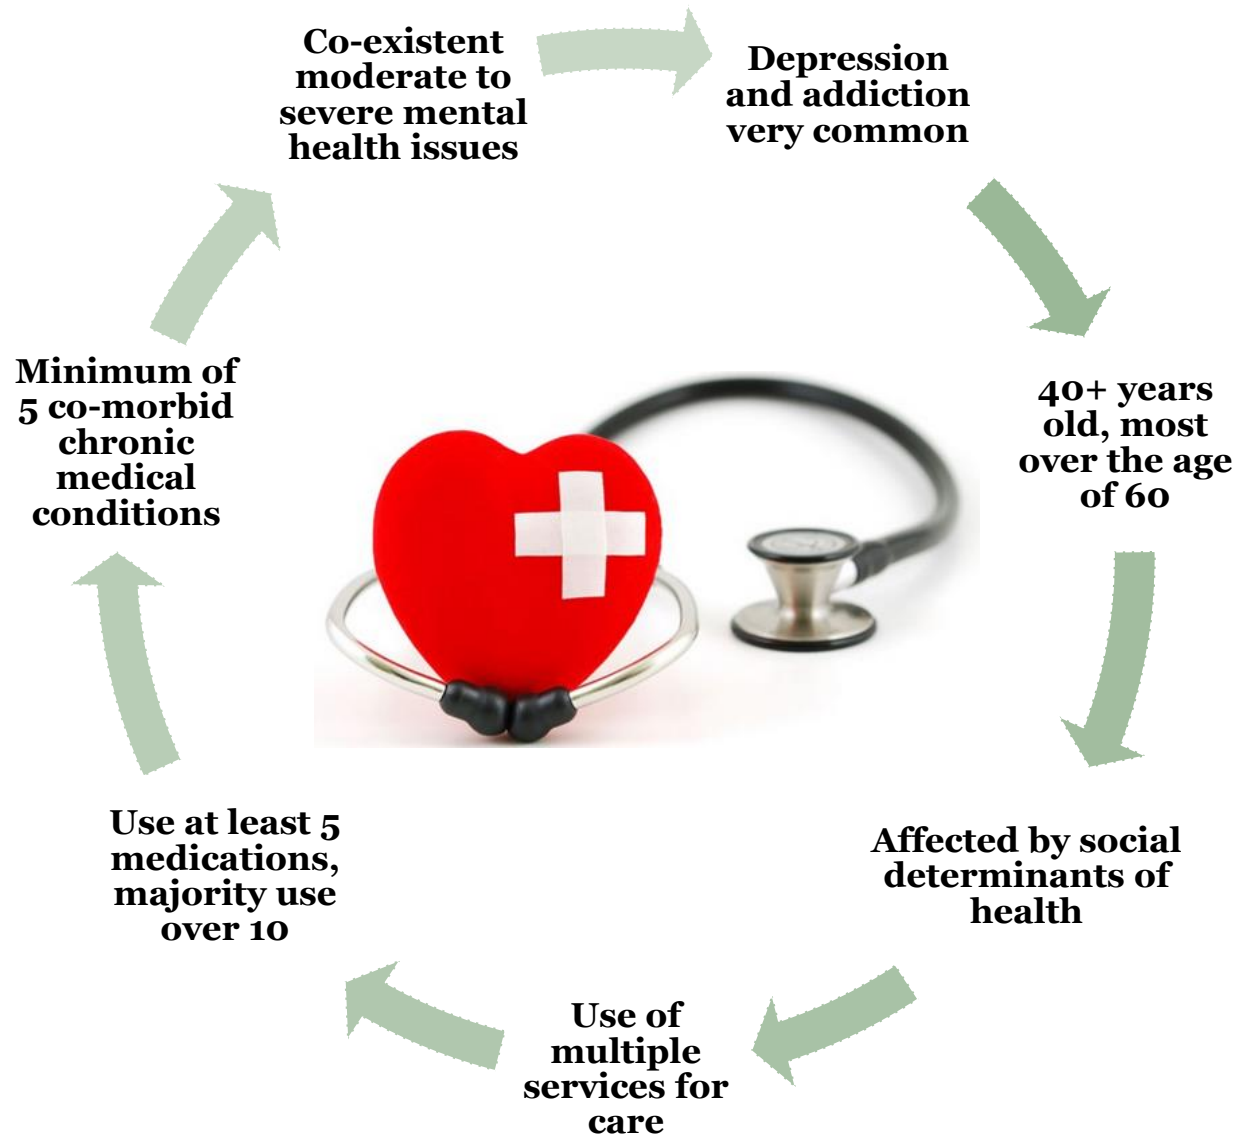 Co-existent
moderate to
severe mental
health issues
Depression
and addiction
very common
40+ years
old, most
over the age
of 60
Affected by social
determinants of
health
Use of
multiple
services for
care
Use at least 5
medications,
majority use
over 10
Minimum of
5 co-morbid
chronic
medical
conditions